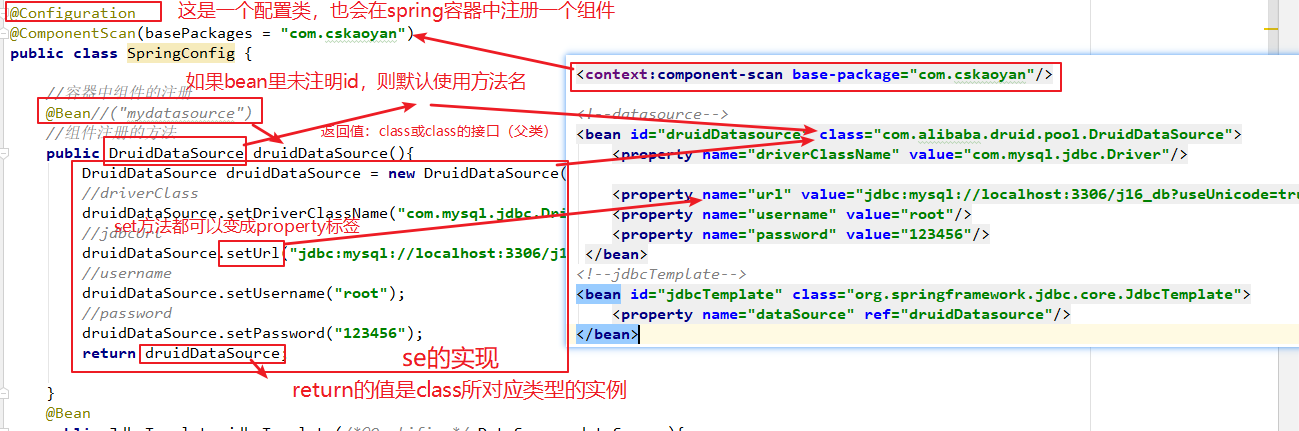 @Configuration 这是一个配置类，也会在spring容器中注册一个组件
@ComponentScan(basePackages = "com.cskaoyan")
public class SpringConfig {
如果bean里未注明id，则默认使用方法名
//容器中组件的注册
@Bean//("mydatasource")
//组件注册的方法
返回值：class或class的接口（父类）
public DruidDataSource druidDataSource(){
DruidDataSource druidDataSource = new DruidDataSource(
//driverClass
druidDataSource.setDriverClassName("com.mysql.jdbc.Dri
set方法都可以变成property标签
druidDataSource.setUrl("jdbc:mysql://localhost:3306/j1
//username
druidDataSource.setUsername("root");
//password
druidDataSource.setPassword("123456");
return druidDataSource;
se的实现
return的值是class所对应类型的实例
}
@Bean
<context:component-scan base-package="com.cskaoyan"/>
<!--datasource-->
<bean id="druidDatasource" class="com.alibaba.druid.pool.DruidDataSource">
<property name="driverClassName" value="com.mysql.jdbc.Driver"/>
<property name="url" value="jdbc:mysql://localhost:3306/j16_db?useUnicode=tru
<property name="username" value="root"/>
<property name="password" value="123456"/>
</bean>
<!--jdbcTemplate-->
<bean id="jdbcTemplate" class="org.springframework.jdbc.core.JdbcTemplate">
<property name="dataSource" ref="druidDatasource"/>
</bean>